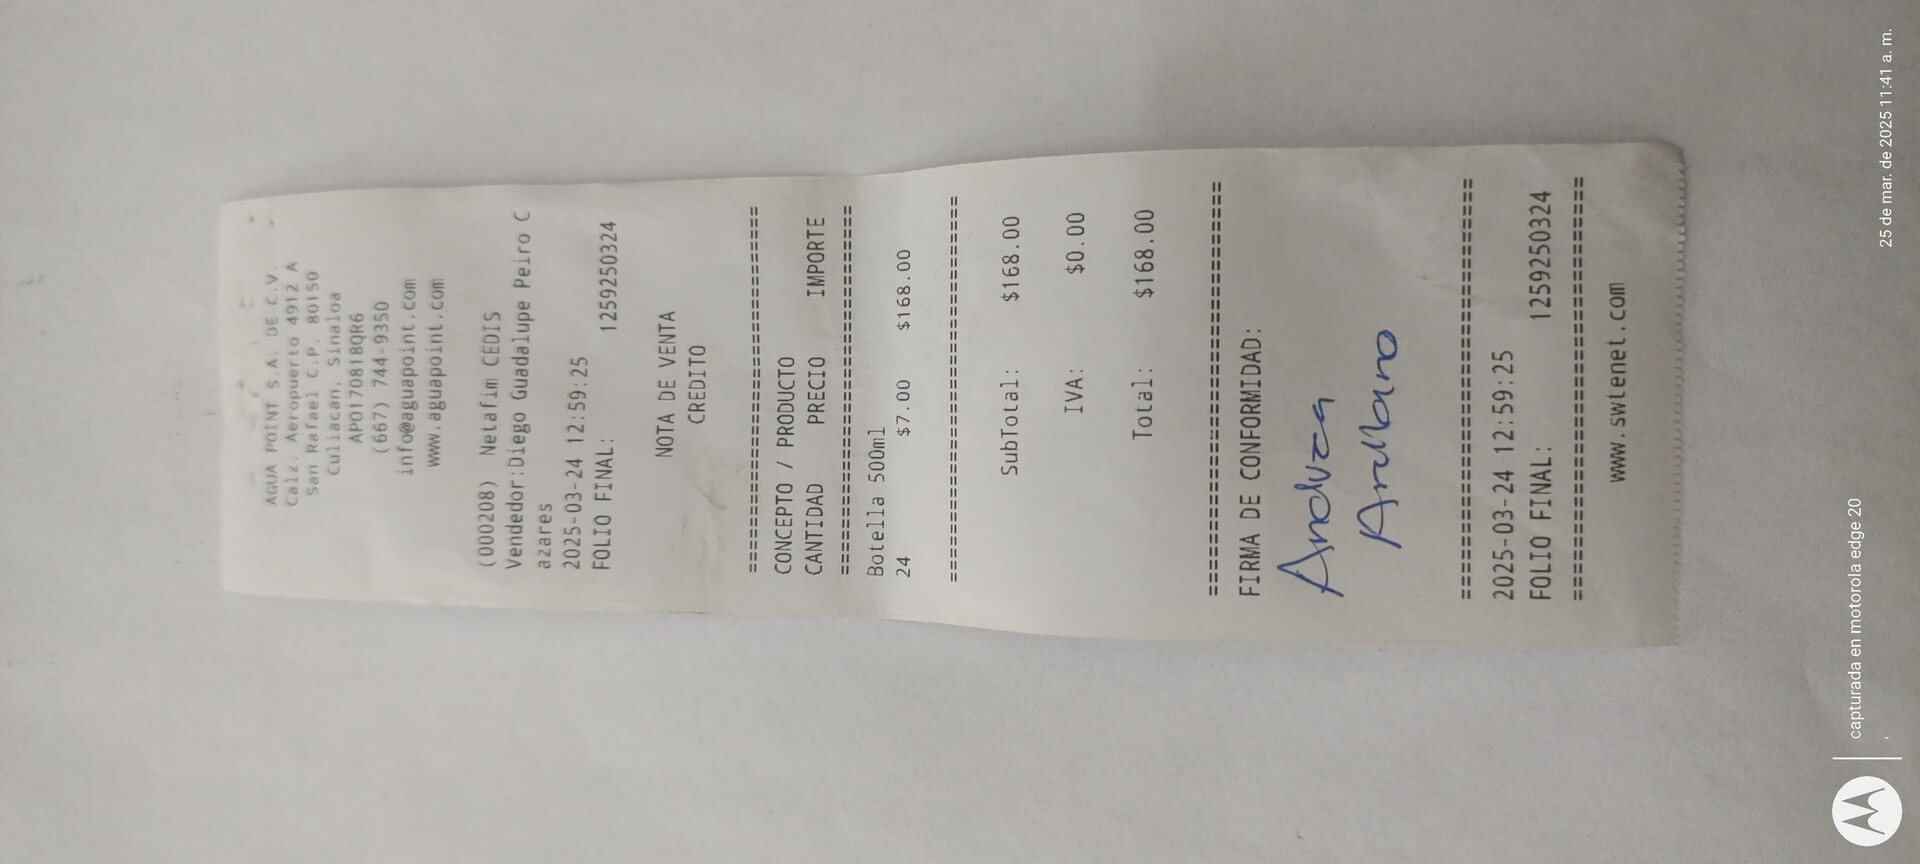 AGUA POINT S.A. DE C.V.
Calz. Aeropuerto 4912 A
San Rafael C.P. 80150
Culiacan, Sinaloa
APO170818QR6
(667) 744-9350
info@aguapoint.com
www.aguapoint.com
(000208) Netafim CEDIS
Vendedor:Diego Guadalupe Peiro C
azares
2025-03-24 12:59:25
FOLIO FINAL: 1259250324
NOTA DE VENTA
CREDITO
================================
CONCEPTO / PRODUCTO
CANTIDAD PRECIO IMPORTE
================================
Botella 500ml
24 $7.00 $168.00
================================
SubTotal: $168.00
IVA: $0.00
Total: $168.00
================================
FIRMA DE CONFORMIDAD:
================================
2025-03-24 12:59:25
FOLIO FINAL: 1259250324
================================
www.swtenet.com
capturada en motorola edge 20
25 de mar. de 2025 11:41 a. m.